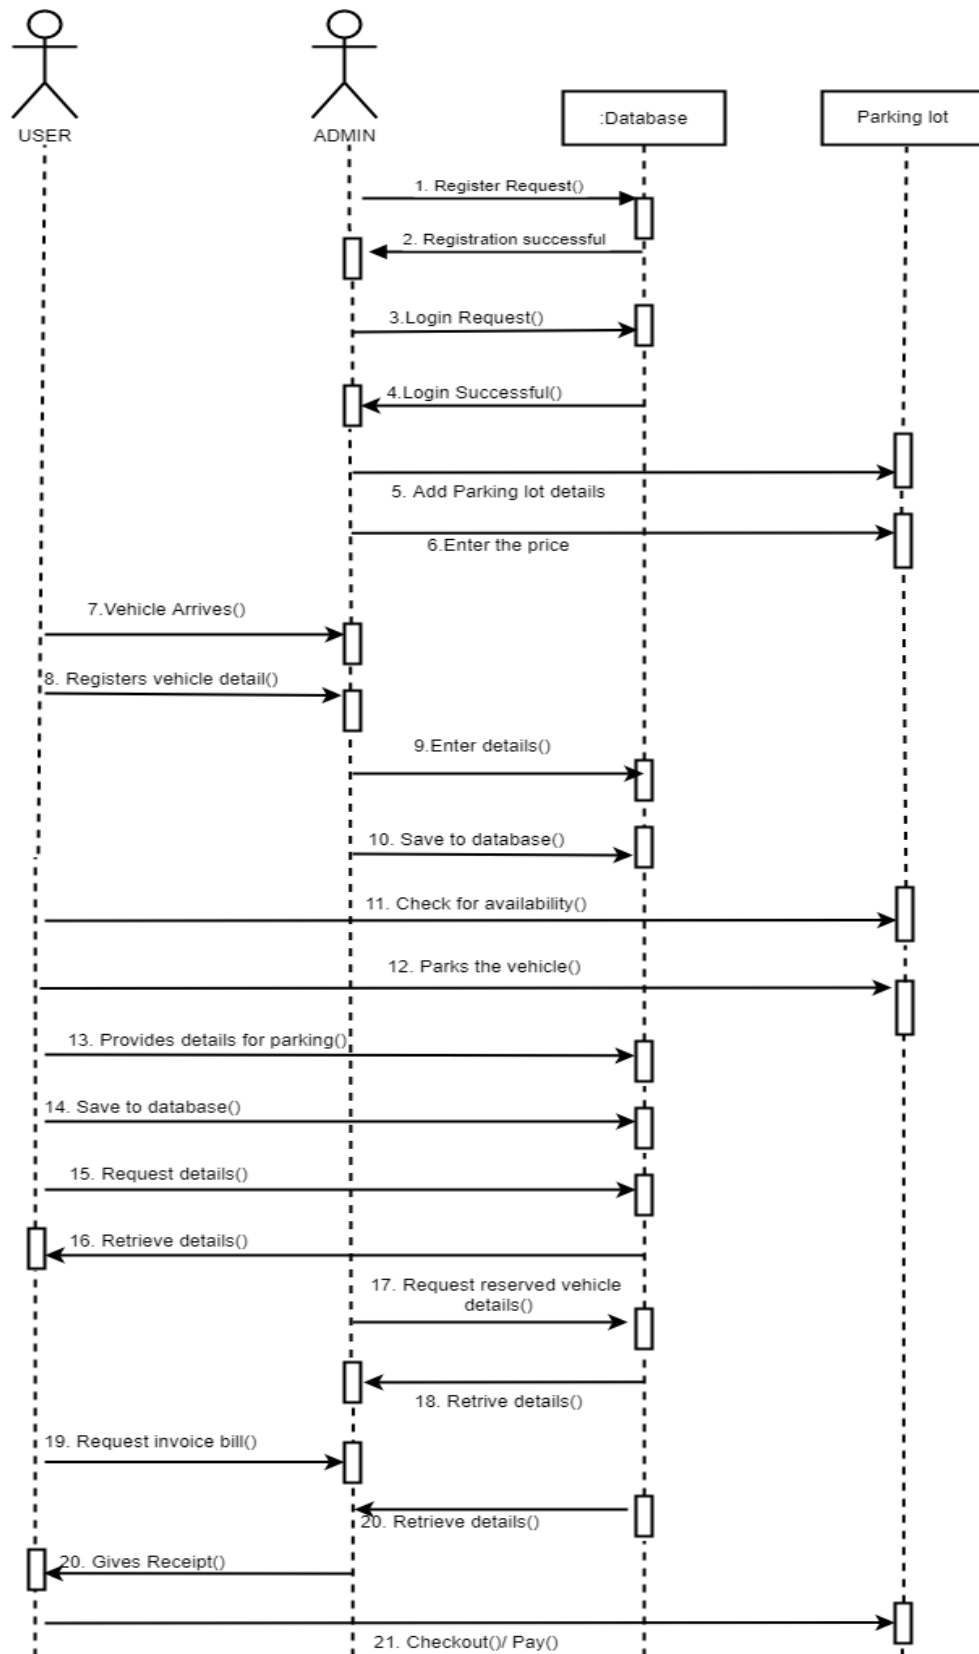 USER
ADMIN
:Database
Parking lot
1. Register Request()
2. Registration successful
3.Login Request()
4.Login Successful()
5. Add Parking lot details
6.Enter the price
7.Vehicle Arrives()
8. Registers vehicle detail()
9.Enter details()
10. Save to database()
11. Check for availability()
12. Parks the vehicle()
13. Provides details for parking()
14. Save to database()
15. Request details()
16. Retrieve details()
17. Request reserved vehicle
details()
18. Retrive details()
19. Request invoice bill()
20. Retrieve details()
20. Gives Receipt()
21. Checkout()/ Pay()